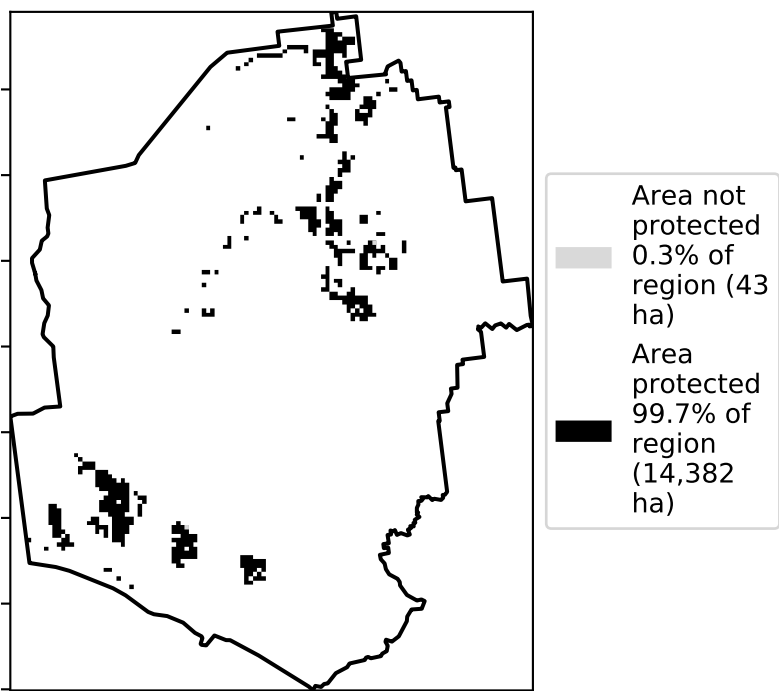 Area not
protected
0.3% of
region (43
ha)
Area
protected
99.7% of
region
(14,382
ha)